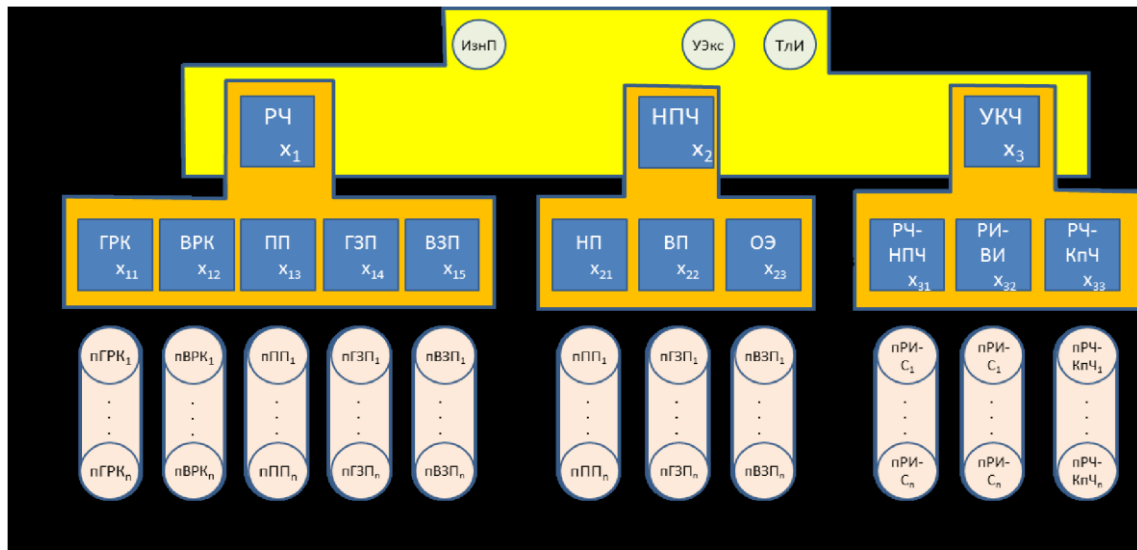 ИзнП УЭкс ТлИ
РЧ НПЧ УКЧ
x₁ x₂ x₃
ГРК ВРК ПП ГЗП ВЗП НП ВП ОЭ РЧ-НПЧ РИ-ВИ РЧ-КпЧ
x₁₁ x₁₂ x₁₃ x₁₄ x₁₅ x₂₁ x₂₂ x₂₃ x₃₁ x₃₂ x₃₃
пГРК₁ пВРК₁ пПП₁ пГЗП₁ пВЗП₁ пПП₁ пГЗП₁ пВЗП₁ пРИ-С₁ пРИ-С₁ пРЧ-КпЧ₁
пГРКₙ пВРКₙ пППₙ пГЗПₙ пВЗПₙ пППₙ пГЗПₙ пВЗПₙ пРИ-Сₙ пРИ-Сₙ пРЧ-КпЧₙ